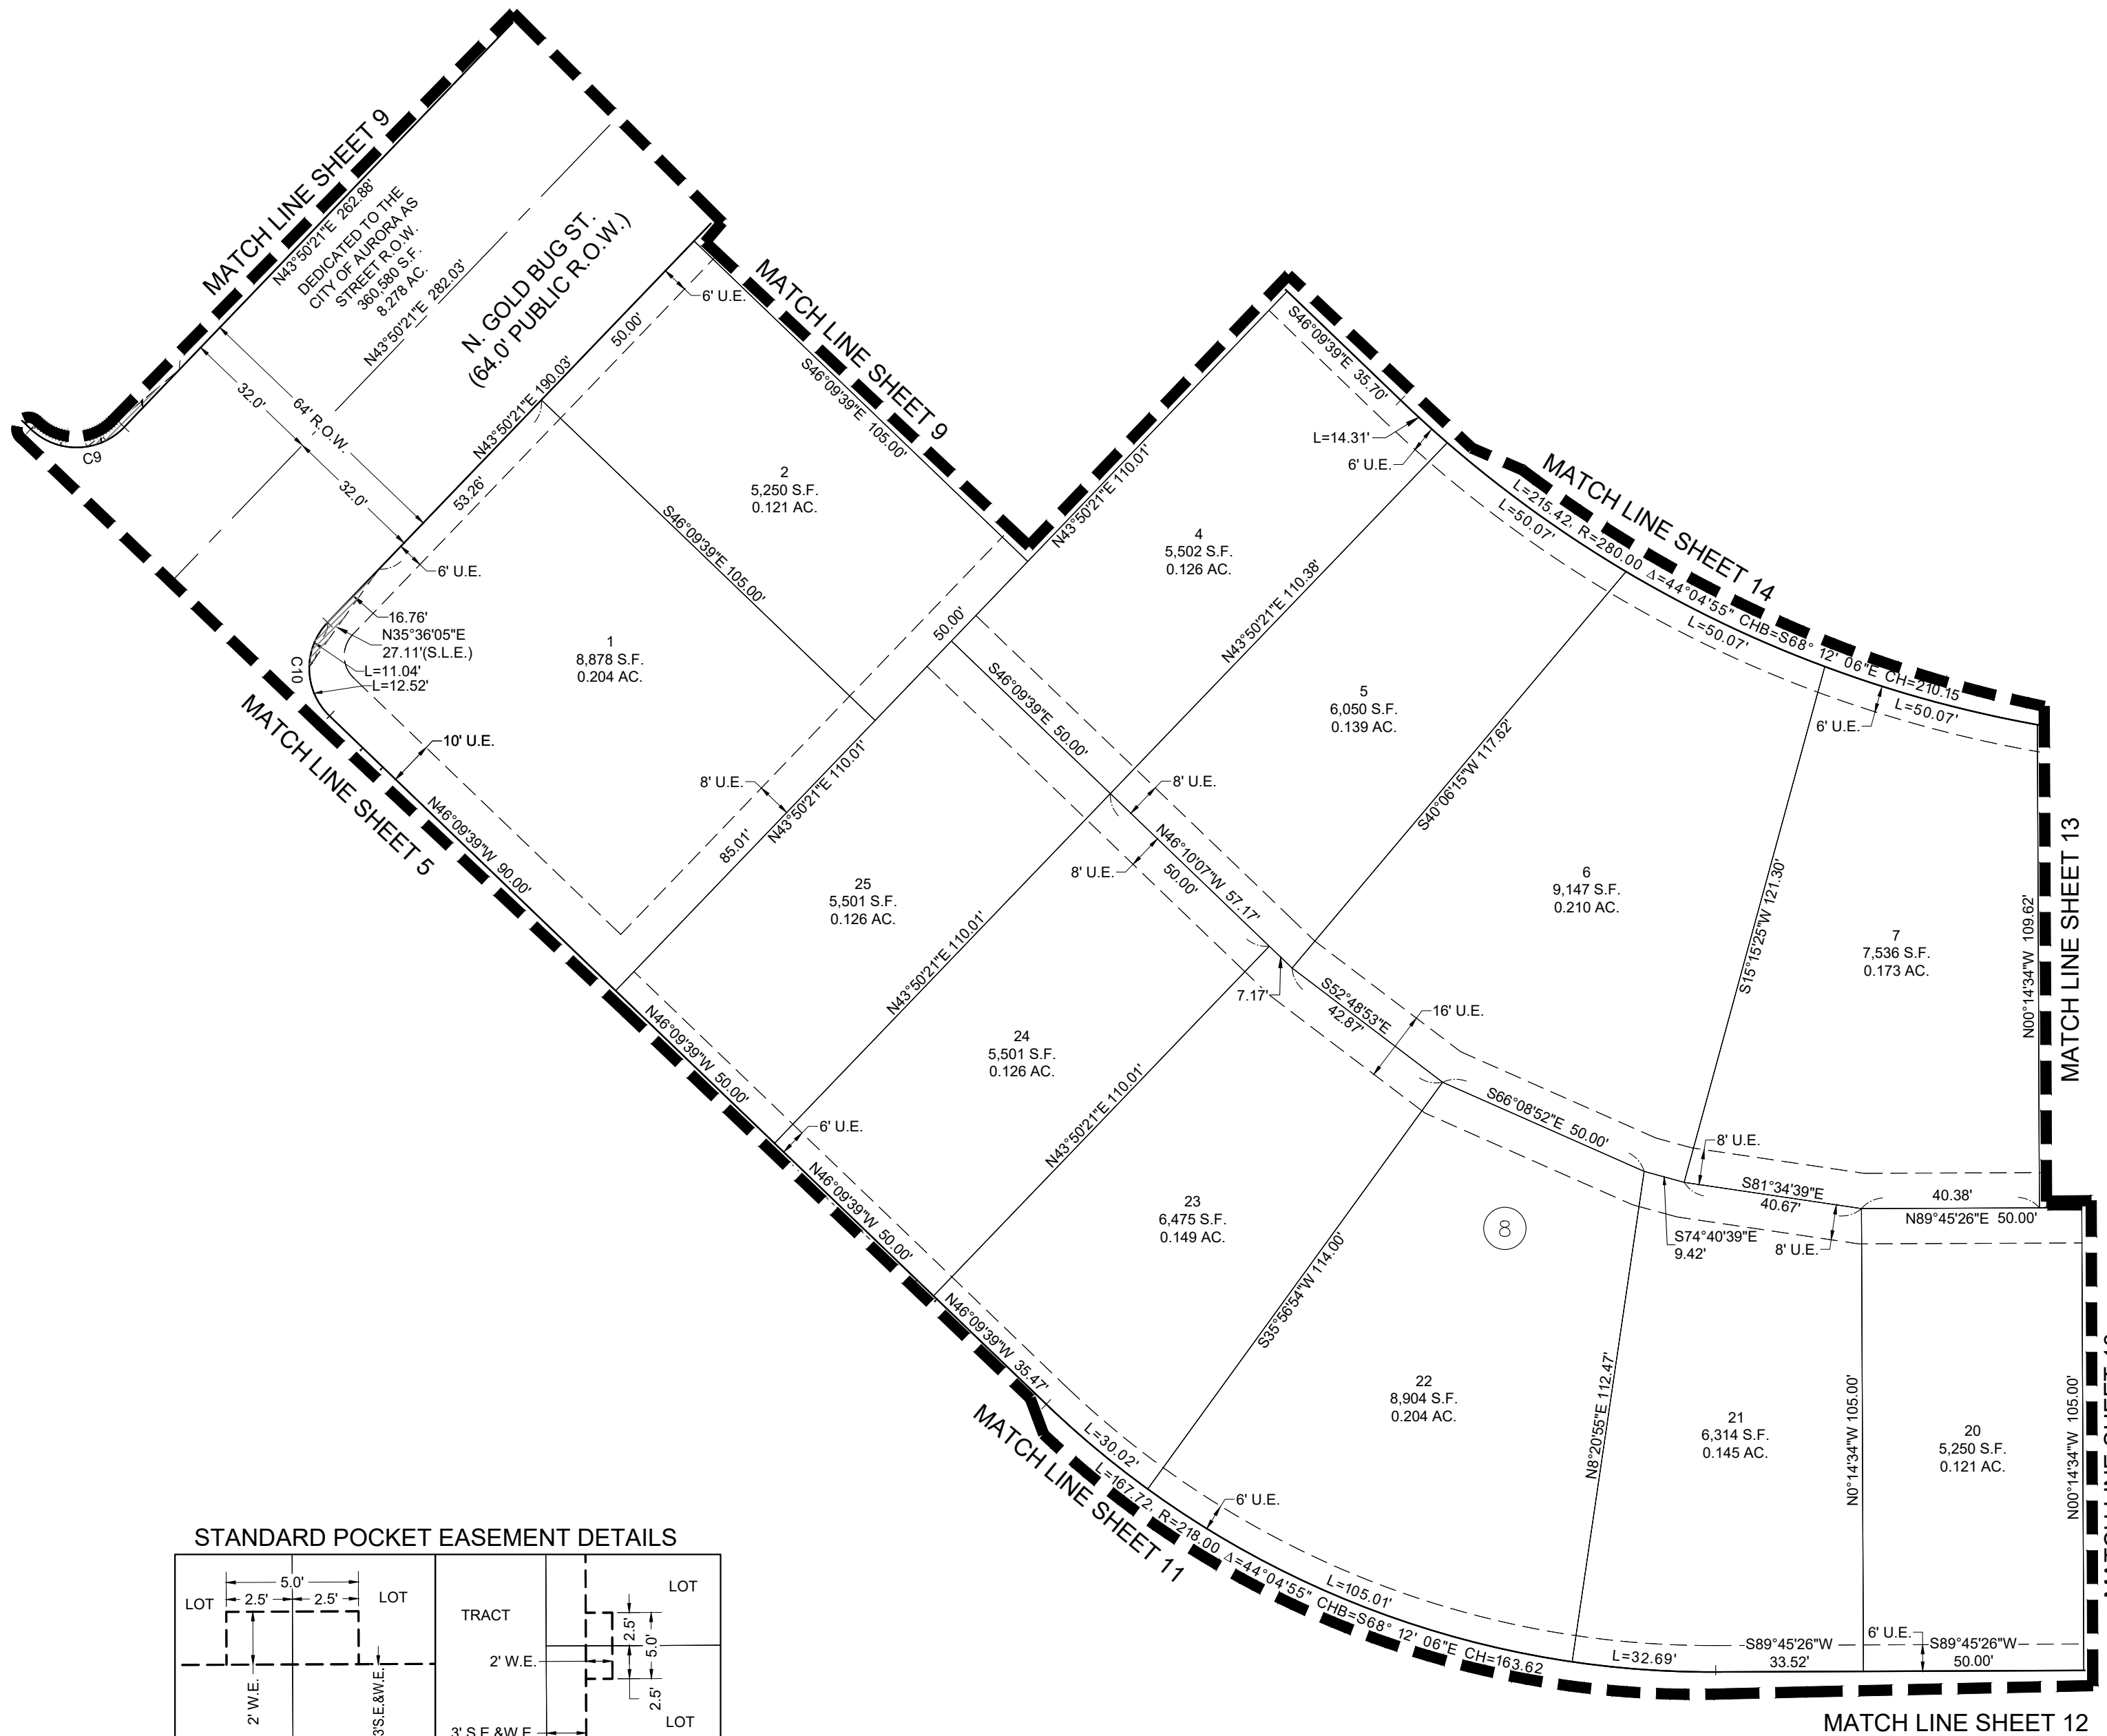 MATCH LINE SHEET 9
N43°50'21"E 262.88'
DEDICATED TO THE
CITY OF AURORA AS
STREET R.O.W.
360,580 S.F.
8.278 AC.
N43°50'21"E 282.03'
N. GOLD BUG ST.
(64.0' PUBLIC R.O.W.)
32.0'
64' R.O.W.
32.0'
C9
N43°50'21"E 190.03'
50.00'
53.26'
6' U.E.
6' U.E.
MATCH LINE SHEET 9
S46°09'39"E 105.00'
2
5,250 S.F.
0.121 AC.
S46°09'39"E 105.00'
16.76'
N35°36'05"E
27.11'(S.L.E.)
L=11.04'
L=12.52'
C10
1
8,878 S.F.
0.204 AC.
10' U.E.
MATCH LINE SHEET 5
N46°09'39"W 90.00'
8' U.E.
N43°50'21"E 110.01'
85.01'
50.00'
N43°50'21"E 110.01'
S46°09'39"E 35.70'
L=14.31'
6' U.E.
4
5,502 S.F.
0.126 AC.
N43°50'21"E 110.38'
MATCH LINE SHEET 14
L=215.42, R=280.00 Δ=44°04'55" CHB=S68° 12' 06"E CH=210.15
L=50.07'
L=50.07'
L=50.07'
6' U.E.
5
6,050 S.F.
0.139 AC.
S46°09'39"E 50.00'
8' U.E.
S40°06'15"W 117.62'
N46°10'07"W 57.17'
50.00'
8' U.E.
7.17'
6
9,147 S.F.
0.210 AC.
S15°15'25"W 121.30'
7
7,536 S.F.
0.173 AC.
N00°14'34"W 109.62'
MATCH LINE SHEET 13
25
5,501 S.F.
0.126 AC.
N43°50'21"E 110.01'
N46°09'39"W 50.00'
6' U.E.
24
5,501 S.F.
0.126 AC.
N43°50'21"E 110.01'
N46°09'39"W 50.00'
S52°48'53"E
42.87'
16' U.E.
S66°08'52"E 50.00'
8' U.E.
S81°34'39"E
40.67'
40.38'
N89°45'26"E 50.00'
S74°40'39"E
9.42'
8' U.E.
23
6,475 S.F.
0.149 AC.
8
S35°56'54"W 114.00'
N46°09'39"W 35.47'
22
8,904 S.F.
0.204 AC.
N8°20'55"E 112.47'
21
6,314 S.F.
0.145 AC.
N0°14'34"W 105.00'
20
5,250 S.F.
0.121 AC.
N00°14'34"W 105.00'
MATCH LINE SHEET 11
L=30.02'
L=167.72, R=218.00 Δ=44°04'55" CHB=S68° 12' 06"E CH=163.62
6' U.E.
L=105.01'
L=32.69'
S89°45'26"W
33.52'
6' U.E.
S89°45'26"W
50.00'
MATCH LINE SHEET 12
STANDARD POCKET EASEMENT DETAILS
LOT
5.0'
2.5'
2.5'
LOT
2' W.E.
3'S.E.&W.E.
TRACT
2' W.E.
3' S.E.&W.E.
LOT
2.5'
5.0'
2.5'
LOT